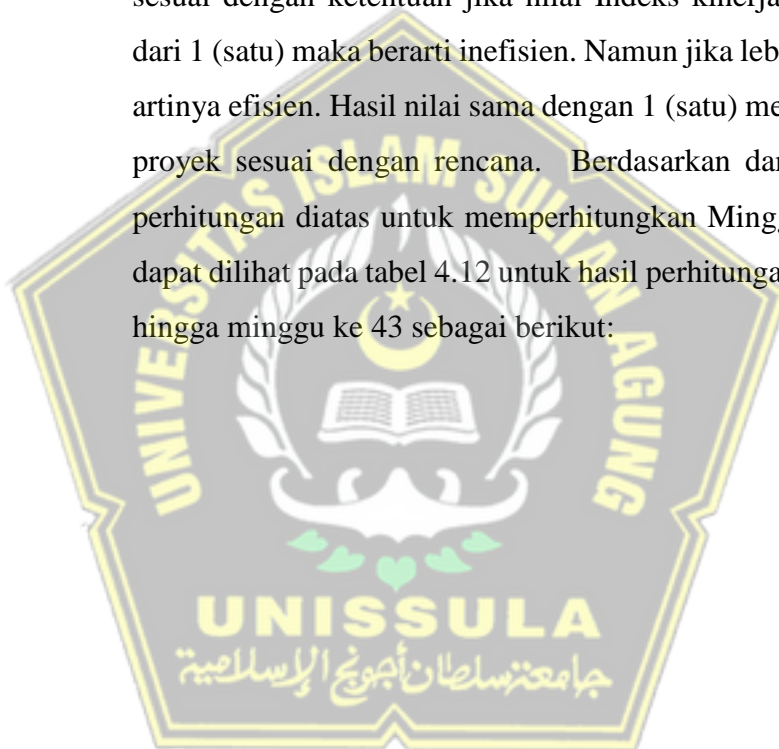 sesuai dengan ketentuan jika nilai Indeks kinerja
dari 1 (satu) maka berarti inefisien. Namun jika leb
artinya efisien. Hasil nilai sama dengan 1 (satu) me
proyek sesuai dengan rencana. Berdasarkan dar
perhitungan diatas untuk memperhitungkan Mingg
dapat dilihat pada tabel 4.12 untuk hasil perhitunga
hingga minggu ke 43 sebagai berikut:
UNIVERSITAS ISLAM SULTAN AGUNG
UNISSULA
جامعة سلطان أجونج الإسلامية